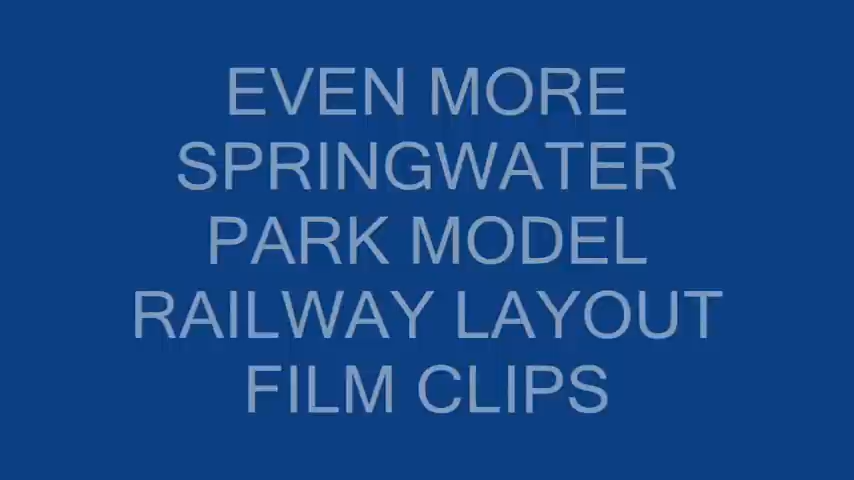 EVEN MORE
SPRINGWATER
PARK MODEL
RAILWAY LAYOUT
FILM CLIPS